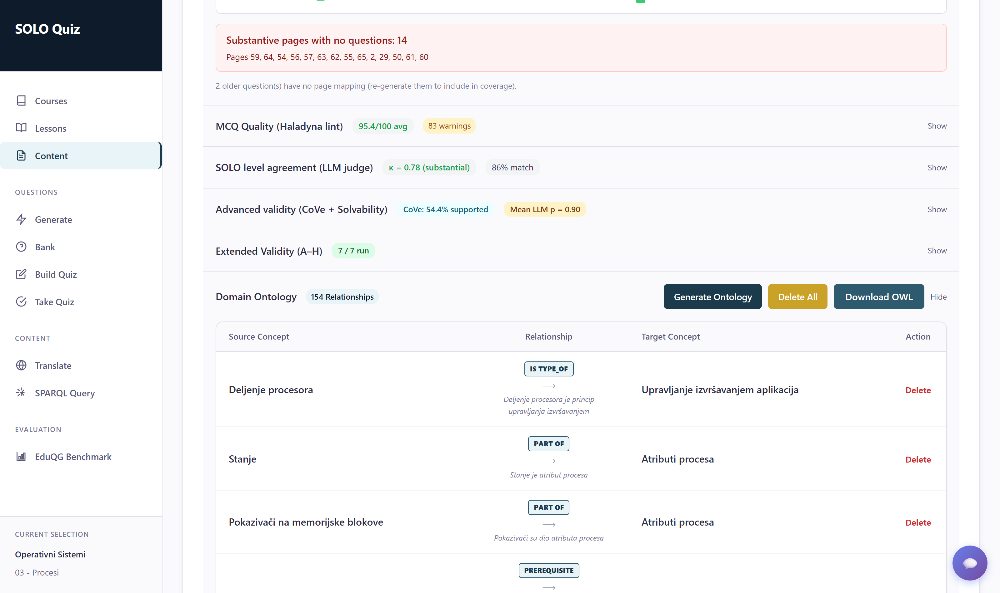 SOLO Quiz
Courses
Lessons
Content
QUESTIONS
Generate
Bank
Build Quiz
Take Quiz
CONTENT
Translate
SPARQL Query
EVALUATION
EduQG Benchmark
CURRENT SELECTION
Operativni Sistemi
03 - Procesi
Substantive pages with no questions: 14
Pages 59, 64, 54, 56, 57, 63, 62, 55, 65, 2, 29, 50, 61, 60
2 older question(s) have no page mapping (re-generate them to include in coverage).
MCQ Quality (Haladyna lint) 95.4/100 avg 83 warnings Show
SOLO level agreement (LLM judge) κ = 0.78 (substantial) 86% match Show
Advanced validity (CoVe + Solvability) CoVe: 54.4% supported Mean LLM p = 0.90 Show
Extended Validity (A–H) 7 / 7 run Show
Domain Ontology 154 Relationships Generate Ontology Delete All Download OWL Hide
Source Concept Relationship Target Concept Action
IS TYPE_OF
Deljenje procesora → Upravljanje izvršavanjem aplikacija Delete
Deljenje procesora je princip
upravljanja izvršavanjem
PART OF
Stanje → Atributi procesa Delete
Stanje je atribut procesa
PART OF
Pokazivači na memorijske blokove → Atributi procesa Delete
Pokazivači su dio atributa procesa
PREREQUISITE
→